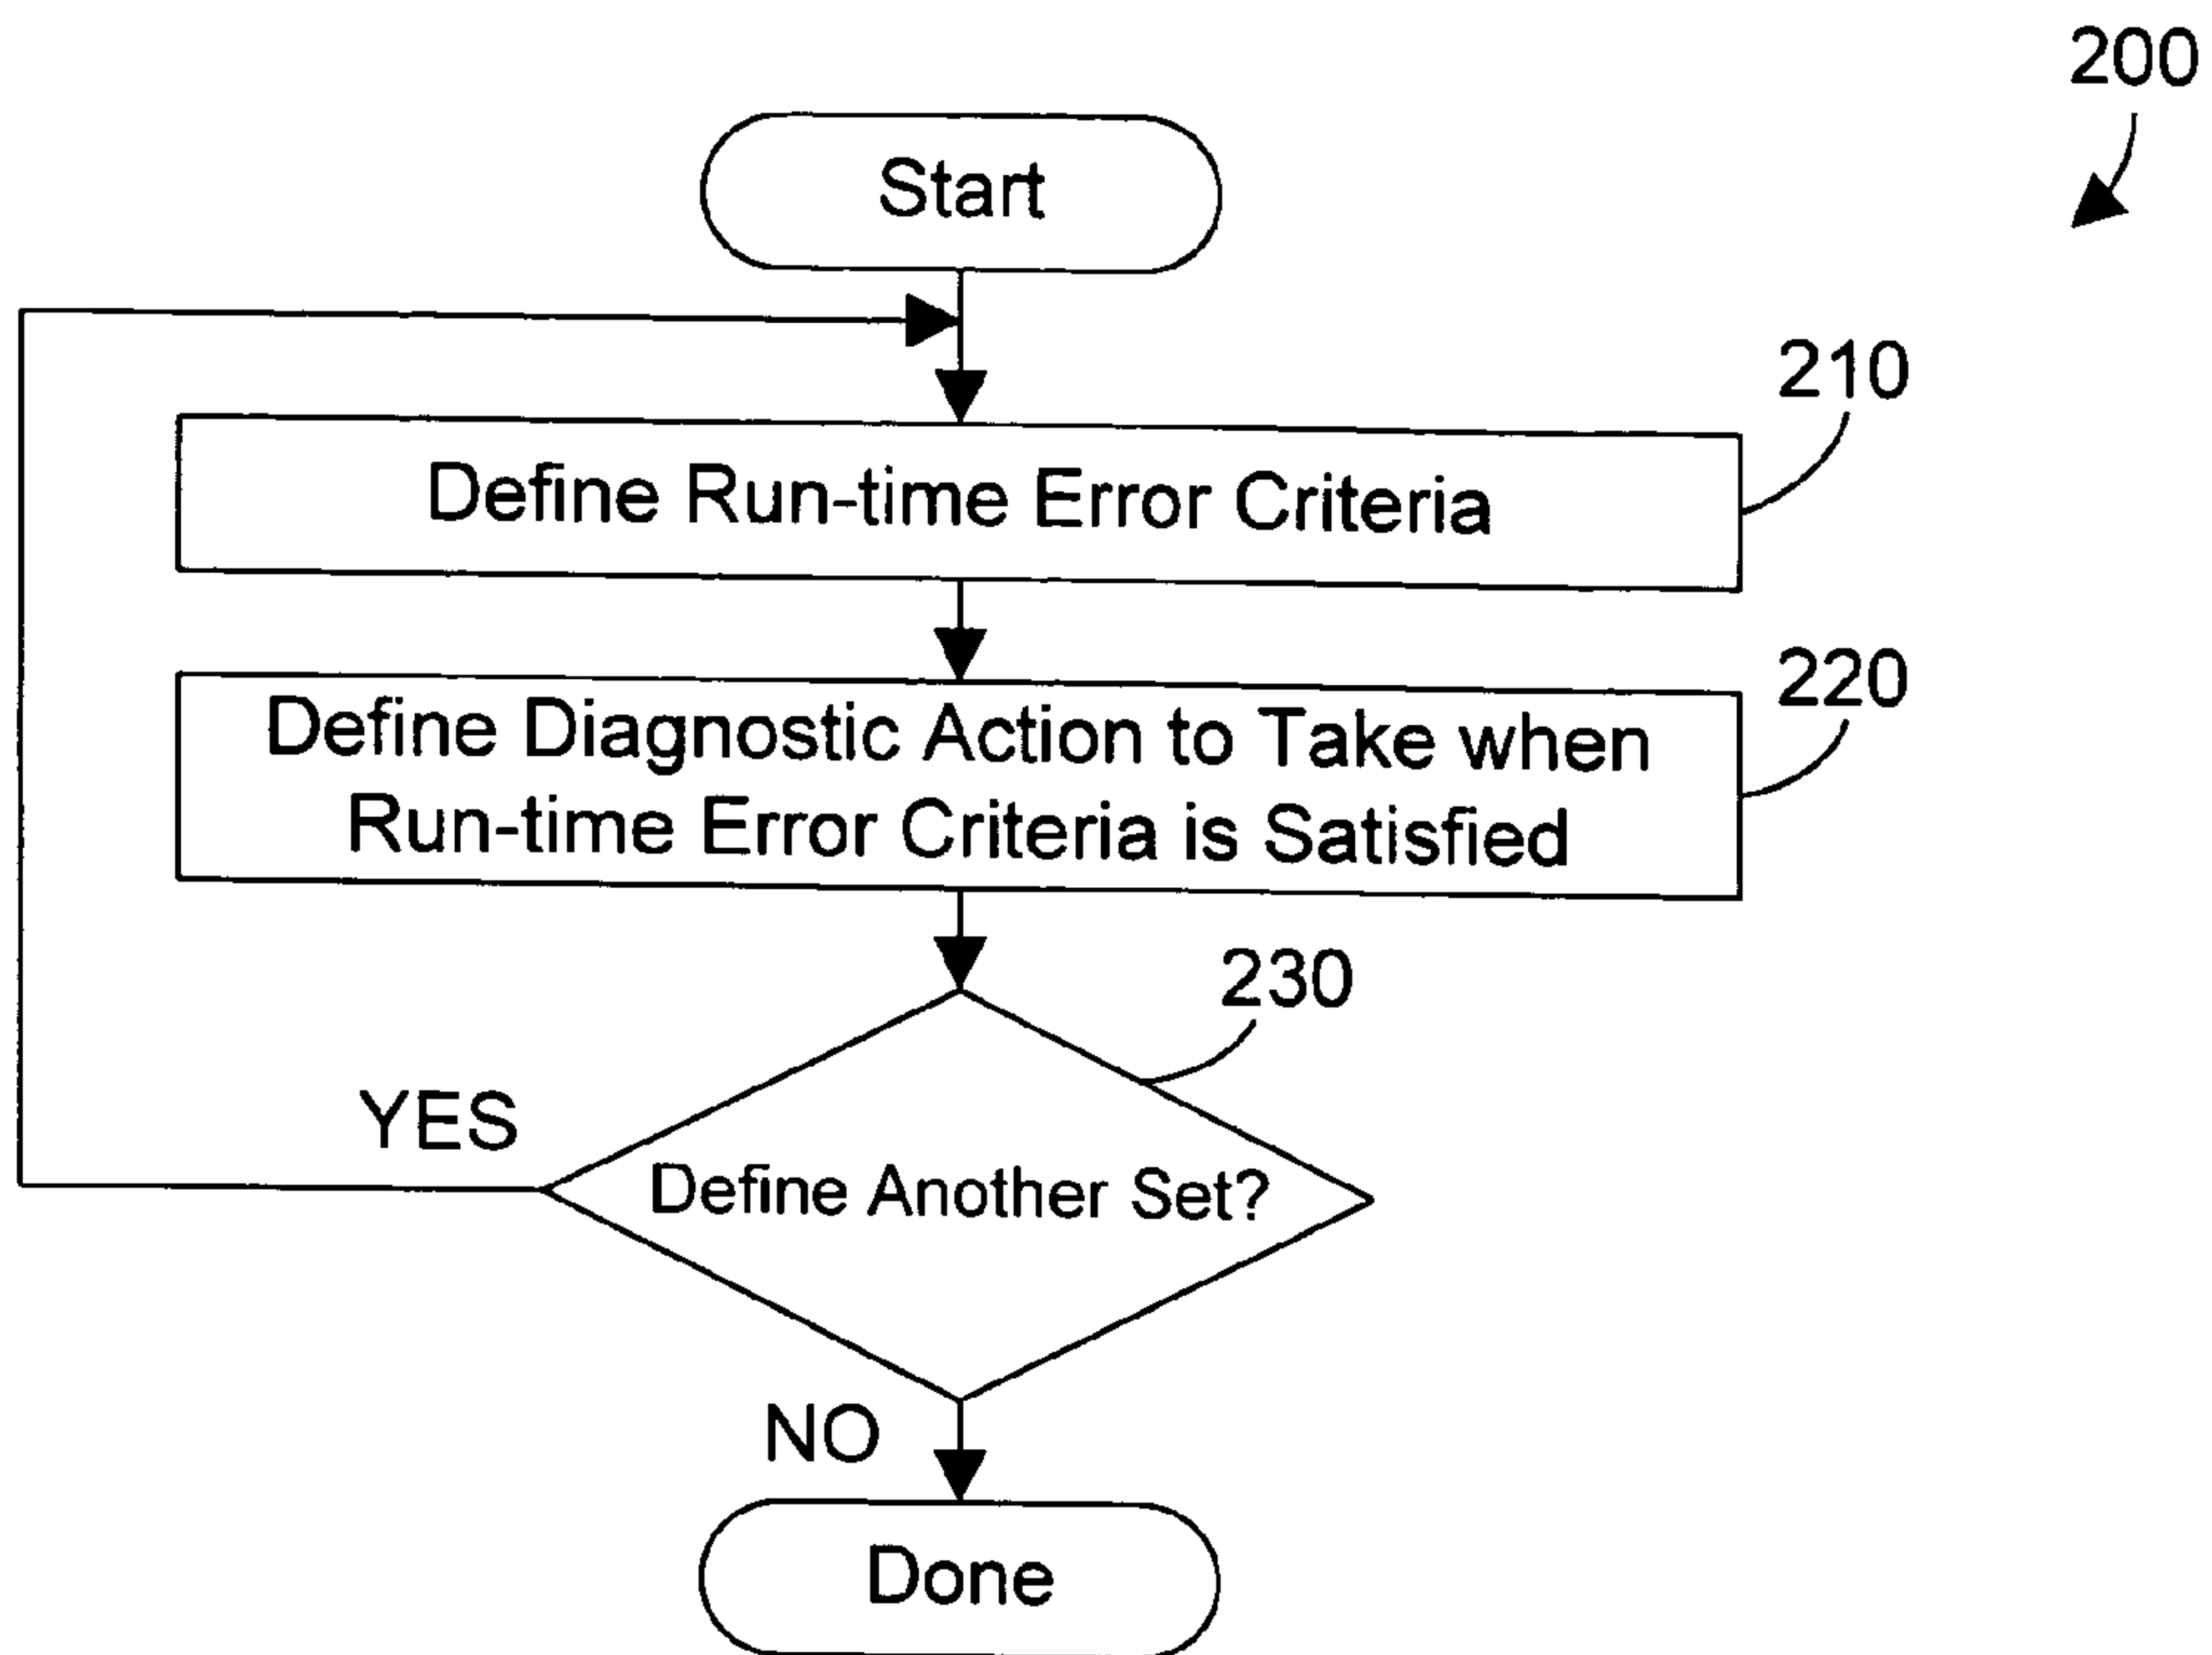 200
Start
210
Define Run-time Error Criteria
220
Define Diagnostic Action to Take when
Run-time Error Criteria is Satisfied
230
YES
Define Another Set?
NO
Done